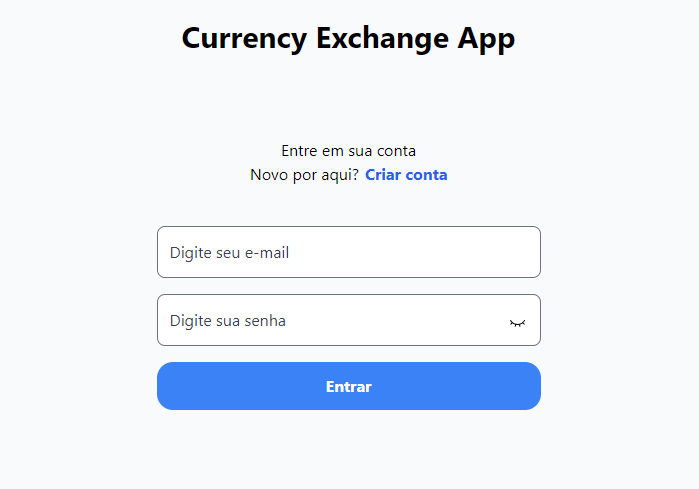 Currency Exchange App
Entre em sua conta
Novo por aqui? Criar conta
Digite seu e-mail
Digite sua senha
Entrar